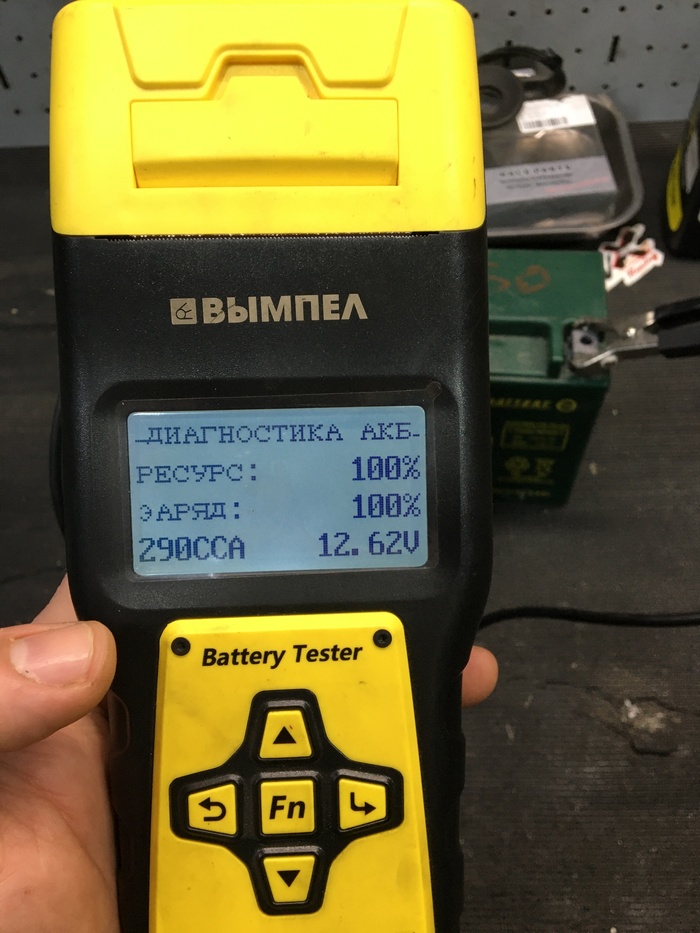 ВЫМПЕЛ
ДИАГНОСТИКА АКБ
РЕСУРС: 100%
ЗАРЯД: 100%
290CCA 12.62V
Battery Tester
Fn